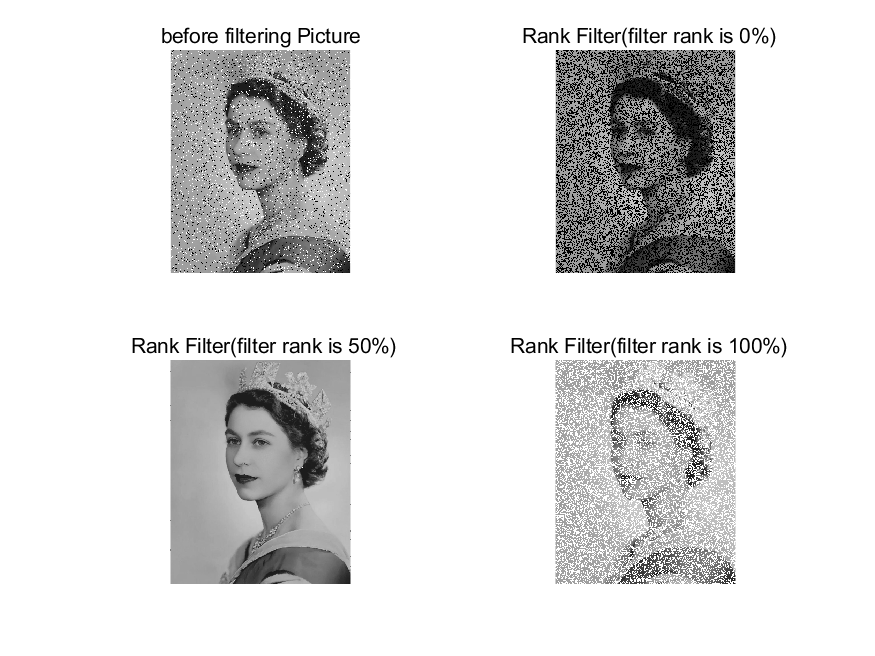 before filtering Picture
Rank Filter(filter rank is 0%)
Rank Filter(filter rank is 50%)
Rank Filter(filter rank is 100%)